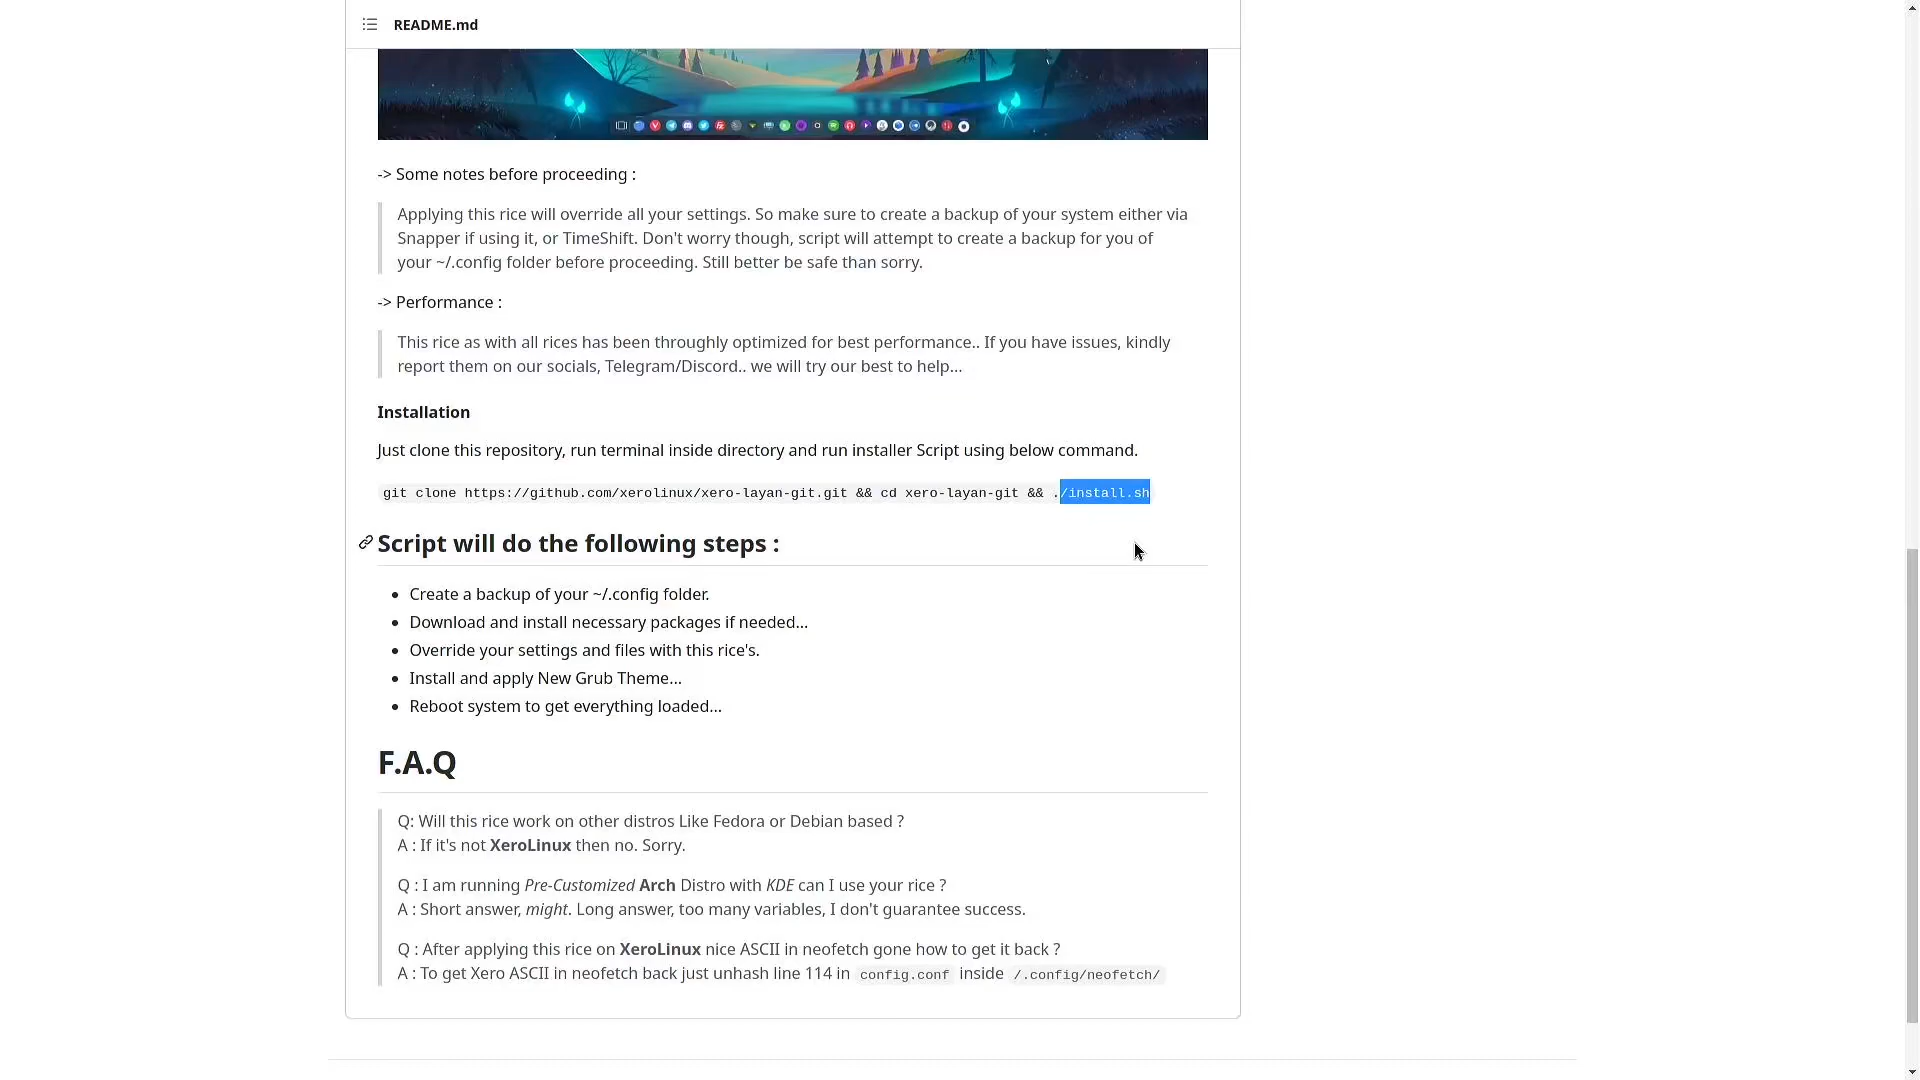 README.md
-> Some notes before proceeding :
Applying this rice will override all your settings. So make sure to create a backup of your system either via
Snapper if using it, or TimeShift. Don't worry though, script will attempt to create a backup for you of
your ~/.config folder before proceeding. Still better be safe than sorry.
-> Performance :
This rice as with all rices has been throughly optimized for best performance.. If you have issues, kindly
report them on our socials, Telegram/Discord.. we will try our best to help...
Installation
Just clone this repository, run terminal inside directory and run installer Script using below command.
git clone https://github.com/xerolinux/xero-layan-git.git && cd xero-layan-git && ./install.sh
Script will do the following steps :
• Create a backup of your ~/.config folder.
• Download and install necessary packages if needed...
• Override your settings and files with this rice's.
• Install and apply New Grub Theme...
• Reboot system to get everything loaded...
F.A.Q
Q: Will this rice work on other distros Like Fedora or Debian based ?
A : If it's not XeroLinux then no. Sorry.
Q : I am running Pre-Customized Arch Distro with KDE can I use your rice ?
A : Short answer, might. Long answer, too many variables, I don't guarantee success.
Q : After applying this rice on XeroLinux nice ASCII in neofetch gone how to get it back ?
A : To get Xero ASCII in neofetch back just unhash line 114 in config.conf inside /.config/neofetch/